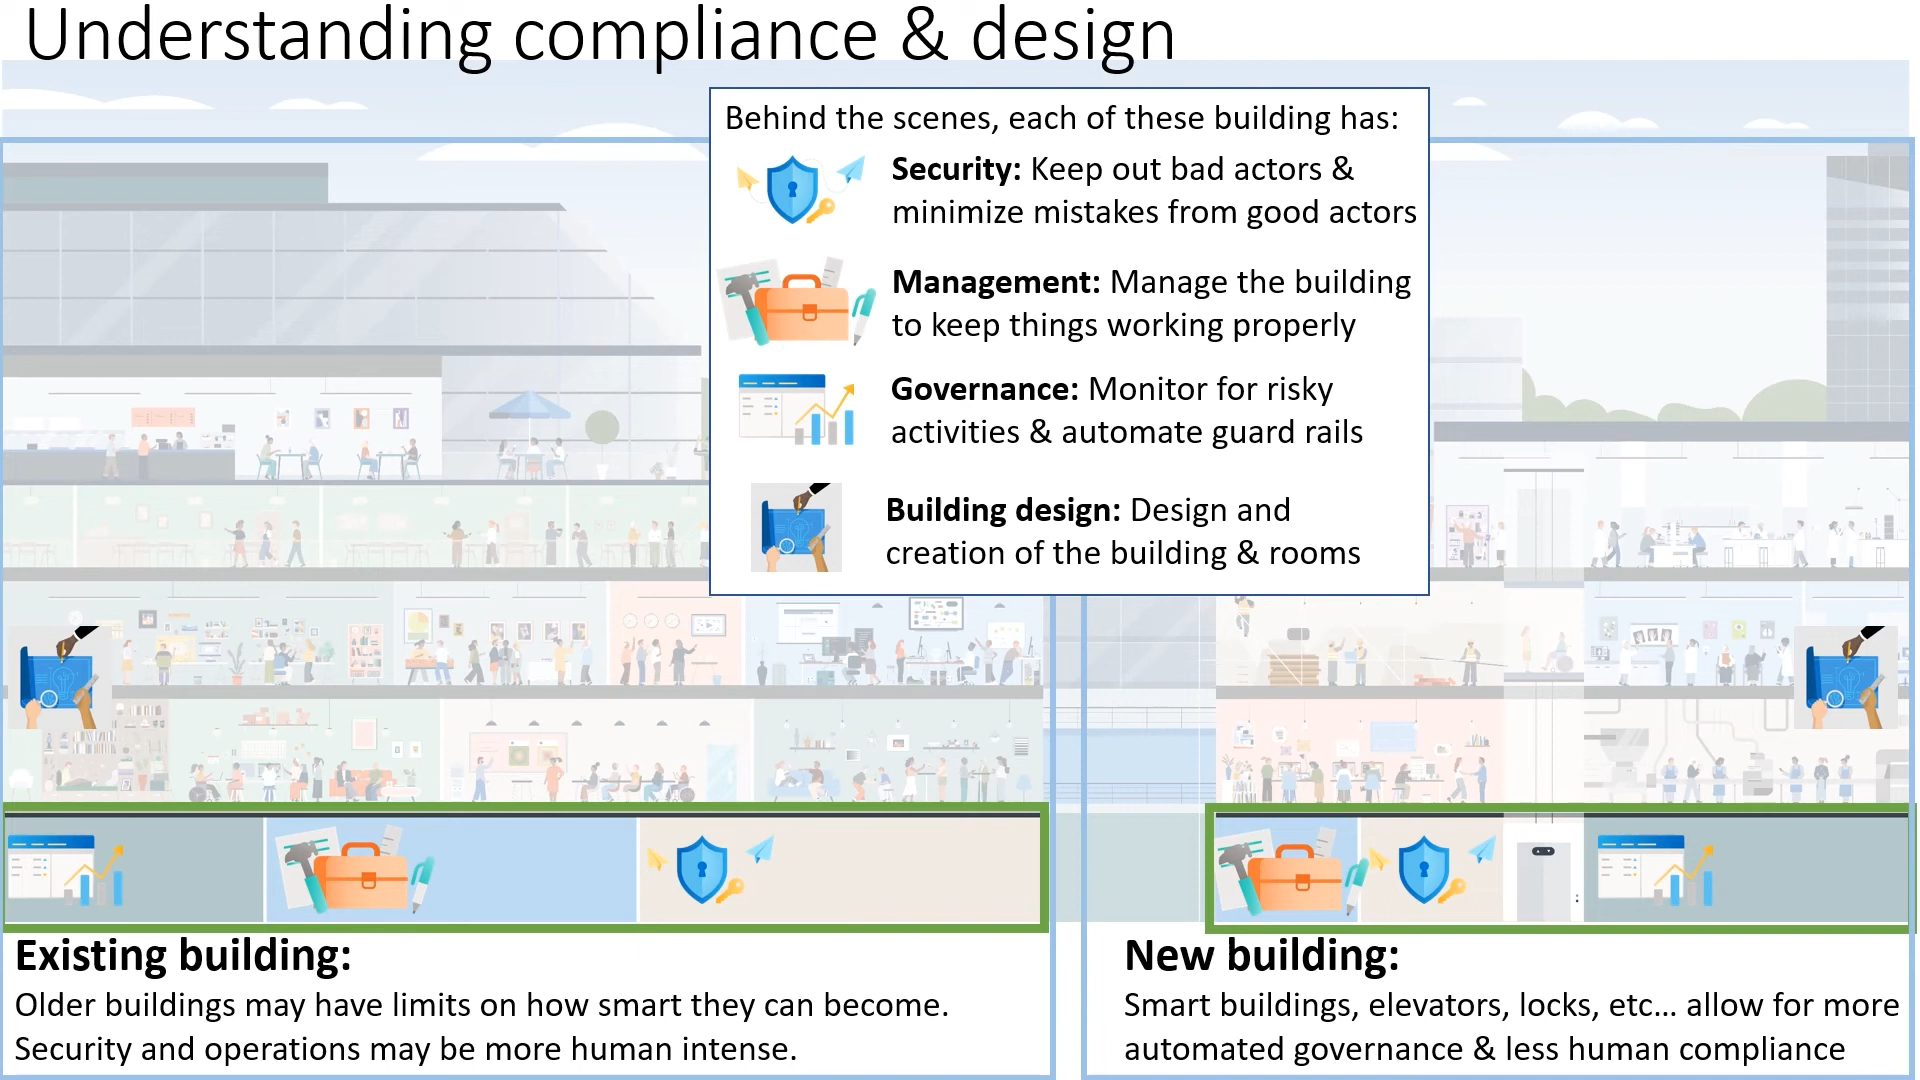 Understanding compliance & design
Behind the scenes, each of these building has:
Security: Keep out bad actors &
minimize mistakes from good actors
Management: Manage the building
to keep things working properly
Governance: Monitor for risky
activities & automate guard rails
Building design: Design and
creation of the building & rooms
Existing building:
Older buildings may have limits on how smart they can become.
Security and operations may be more human intense.
New building:
Smart buildings, elevators, locks, etc... allow for more
automated governance & less human compliance